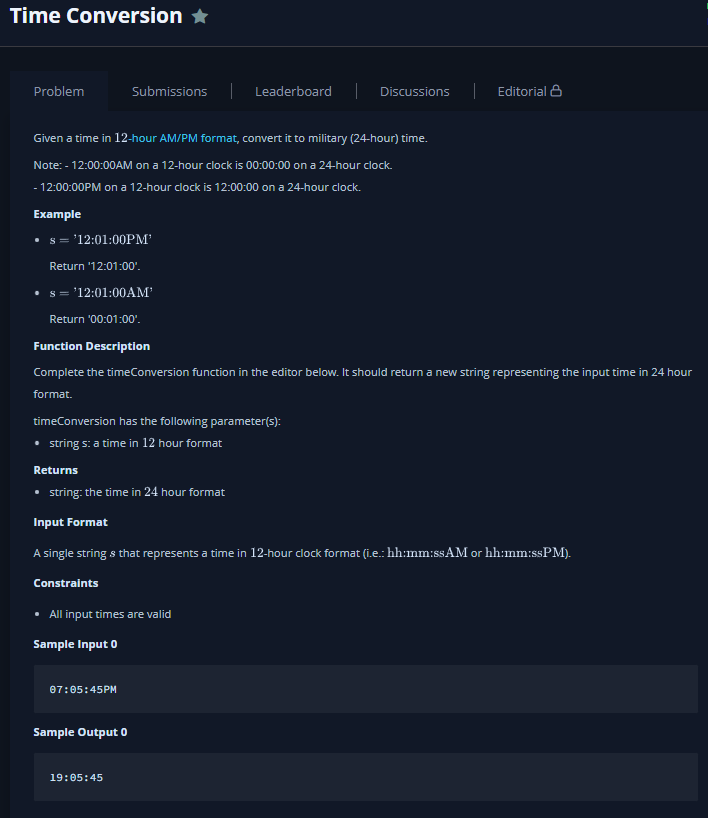 Time Conversion
Problem
Submissions
Leaderboard
Discussions
Editorial
Given a time in 12-hour AM/PM format, convert it to military (24-hour) time.
Note: - 12:00:00AM on a 12-hour clock is 00:00:00 on a 24-hour clock.
- 12:00:00PM on a 12-hour clock is 12:00:00 on a 24-hour clock.
Example
• s = '12:01:00PM'
Return '12:01:00'.
• s = '12:01:00AM'
Return '00:01:00'.
Function Description
Complete the timeConversion function in the editor below. It should return a new string representing the input time in 24 hour
format.
timeConversion has the following parameter(s):
• string s: a time in 12 hour format
Returns
• string: the time in 24 hour format
Input Format
A single string s that represents a time in 12-hour clock format (i.e.: hh:mm:ssAM or hh:mm:ssPM).
Constraints
• All input times are valid
Sample Input 0
07:05:45PM
Sample Output 0
19:05:45